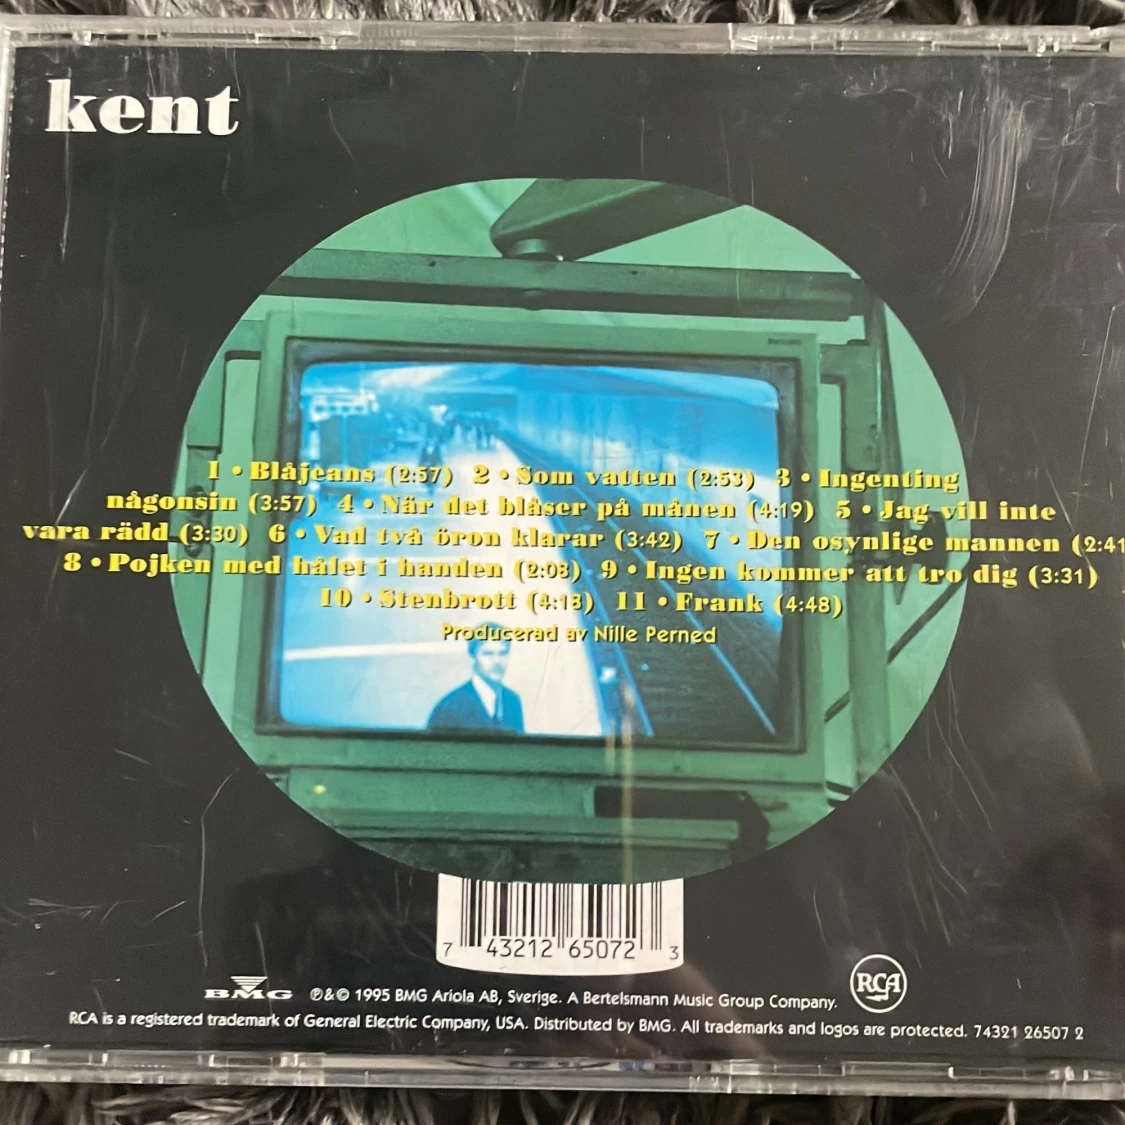 kent
1 • Blåjeans (2:57) 2 • Som vatten (2:53) 3 • Ingenting
någonsin (3:57) 4 • När det blåser på månen (4:19) 5 • Jag vill inte
vara rädd (3:30) 6 • Vad två öron klarar (3:42) 7 • Den osynlige mannen (2:41
8 • Pojken med hålet i handen (2:08) 9 • Ingen kommer att tro dig (3:31)
10 • Stenbrott (4:18) 11 • Frank (4:48)
Producerad av Nille Perned
7 43212 65072 3
BMG ℗&© 1995 BMG Ariola AB, Sverige. A Bertelsmann Music Group Company. RCA
RCA is a registered trademark of General Electric Company, USA. Distributed by BMG. All trademarks and logos are protected. 74321 26507 2